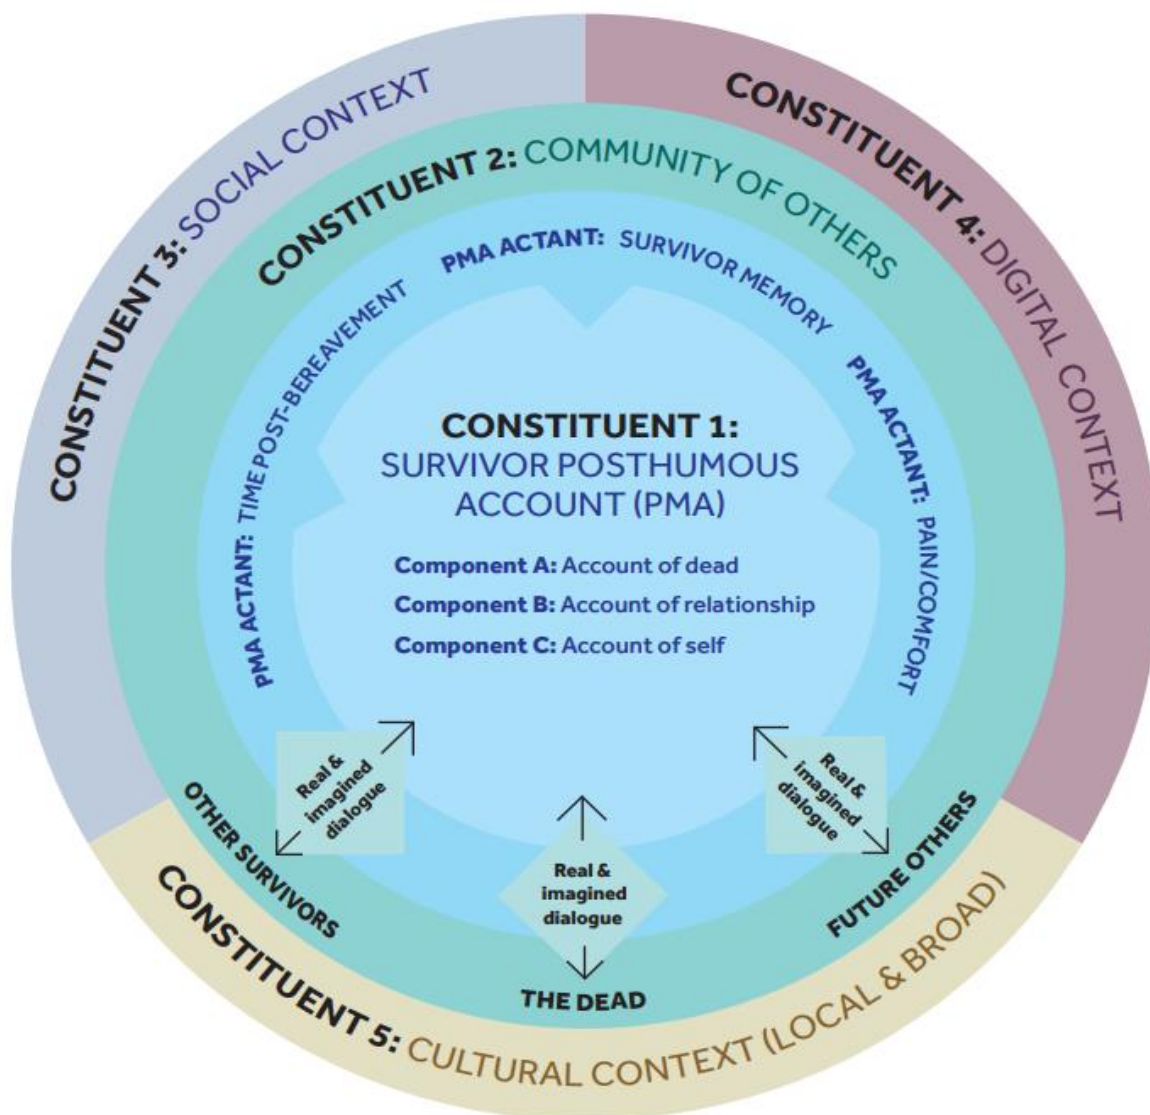 CONSTITUENT 3: SOCIAL CONTEXT
CONSTITUENT 4: DIGITAL CONTEXT
CONSTITUENT 2: COMMUNITY OF OTHERS
PMA ACTANT: TIME POST-BEREAVEMENT
PMA ACTANT: SURVIVOR MEMORY
PMA ACTANT: PAIN/COMFORT
CONSTITUENT 1:
SURVIVOR POSTHUMOUS
ACCOUNT (PMA)
Component A: Account of dead
Component B: Account of relationship
Component C: Account of self
Real &
imagined
dialogue
Real &
imagined
dialogue
Real &
imagined
dialogue
OTHER SURVIVORS
THE DEAD
FUTURE OTHERS
CONSTITUENT 5: CULTURAL CONTEXT (LOCAL & BROAD)